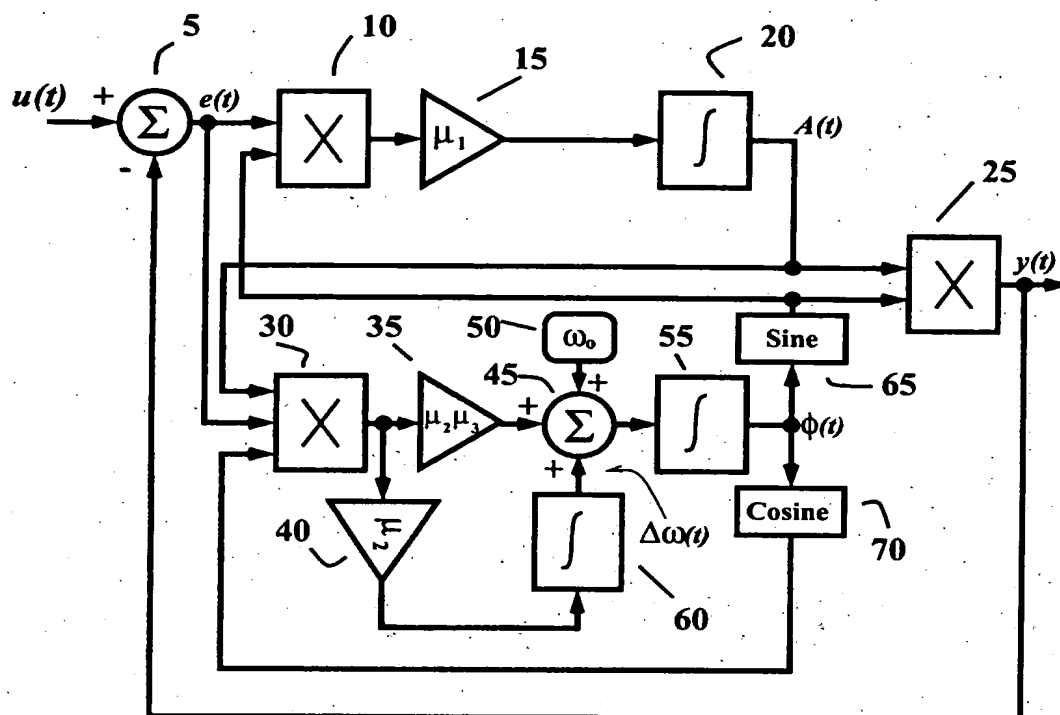 5
10
15
20
u(t)
+
Σ
e(t)
-
X
μ₁
∫
A(t)
25
X
y(t)
30
35
50
ω₀
55
Sine
65
45
+
+
X
μ₂μ₃
Σ
∫
ϕ(t)
+
40
μ₂
∫
Δω(t)
Cosine
70
60